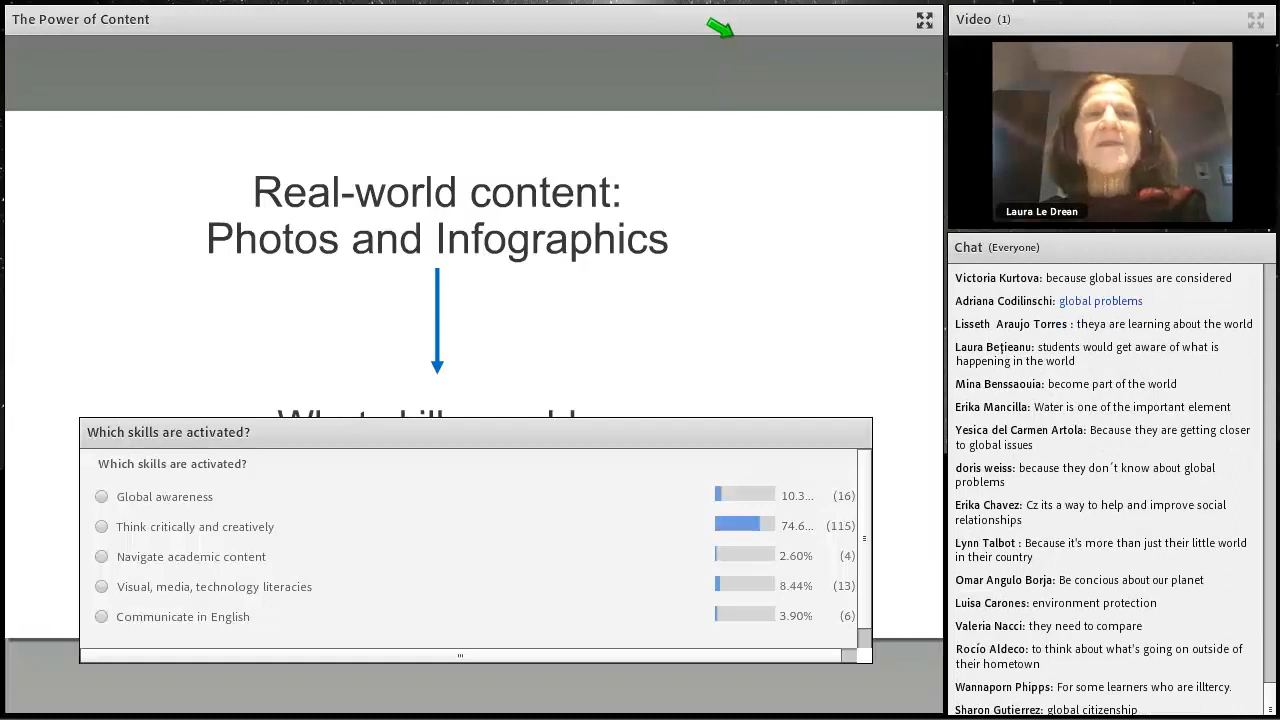 The Power of Content
Real-world content:
Photos and Infographics
Which skills are activated?
Which skills are activated?
Global awareness 10.3... (16)
Think critically and creatively 74.6... (115)
Navigate academic content 2.60% (4)
Visual, media, technology literacies 8.44% (13)
Communicate in English 3.90% (6)
Video (1)
Laura Le Drean
Chat (Everyone)
Victoria Kurtova: because global issues are considered
Adriana Codilinschi: global problems
Lisseth Araujo Torres : theya are learning about the world
Laura Bețieanu: students would get aware of what is
happening in the world
Mina Benssaouia: become part of the world
Erika Mancilla: Water is one of the important element
Yesica del Carmen Artola: Because they are getting closer
to global issues
doris weiss: because they don´t know about global
problems
Erika Chavez: Cz its a way to help and improve social
relationships
Lynn Talbot : Because it's more than just their little world
in their country
Omar Angulo Borja: Be concious about our planet
Luisa Carones: environment protection
Valeria Nacci: they need to compare
Rocío Aldeco: to think about what's going on outside of
their hometown
Wannaporn Phipps: For some learners who are illtercy.
Sharon Gutierrez: global citizenship